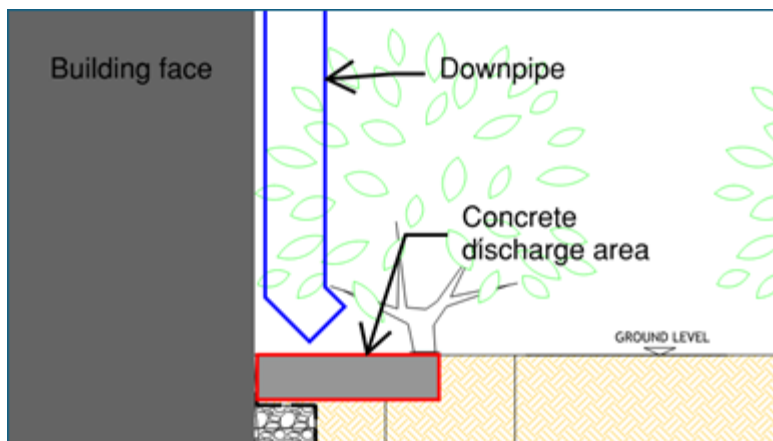 Building face
Downpipe
Concrete
discharge area
GROUND LEVEL